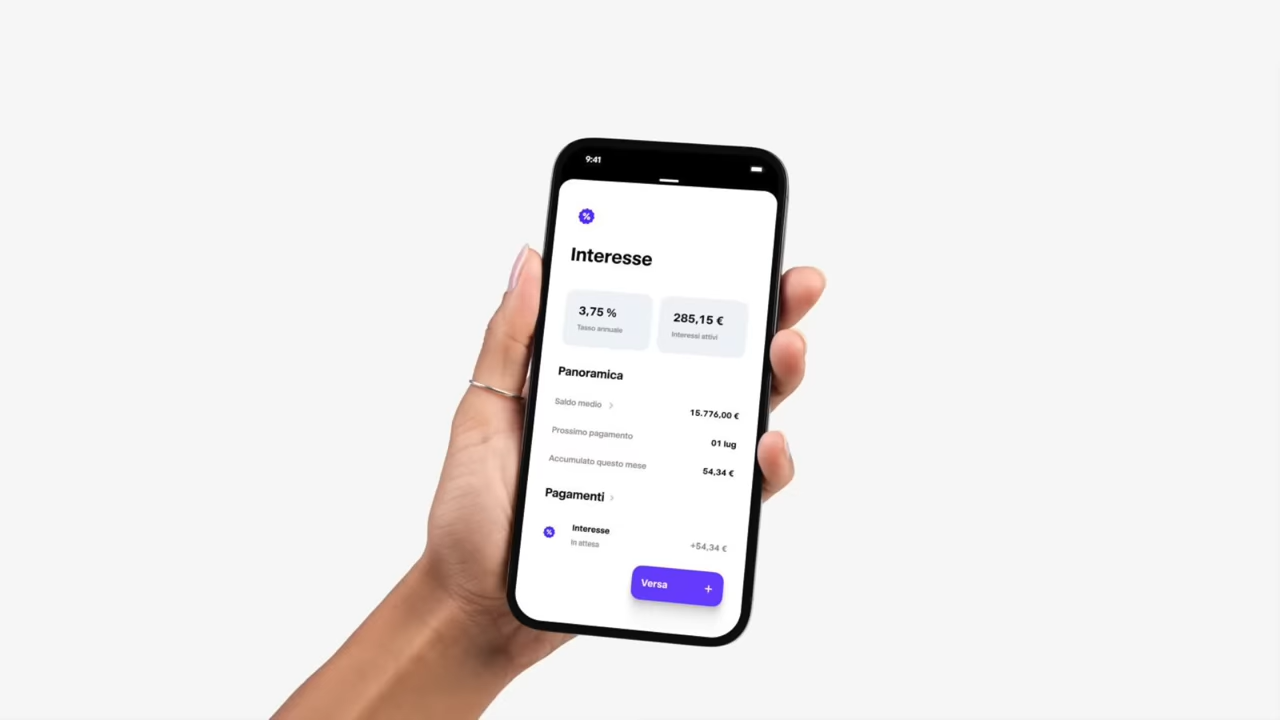 9:41
%
Interesse
3,75 %
Tasso annuale
285,15 €
Interessi attivi
Panoramica
Saldo medio >
15.776,00 €
Prossimo pagamento
01 lug
Accumulato questo mese
54,34 €
Pagamenti >
%
Interesse
In attesa
+54,34 €
Versa +